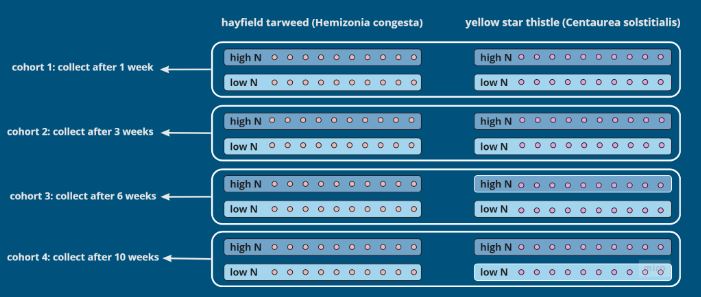 hayfield tarweed (Hemizonia congesta) yellow star thistle (Centaurea solstitialis)
high N high N
cohort 1: collect after 1 week
low N low N
high N high N
cohort 2: collect after 3 weeks
low N low N
high N high N
cohort 3: collect after 6 weeks
low N low N
high N high N
cohort 4: collect after 10 weeks
low N low N